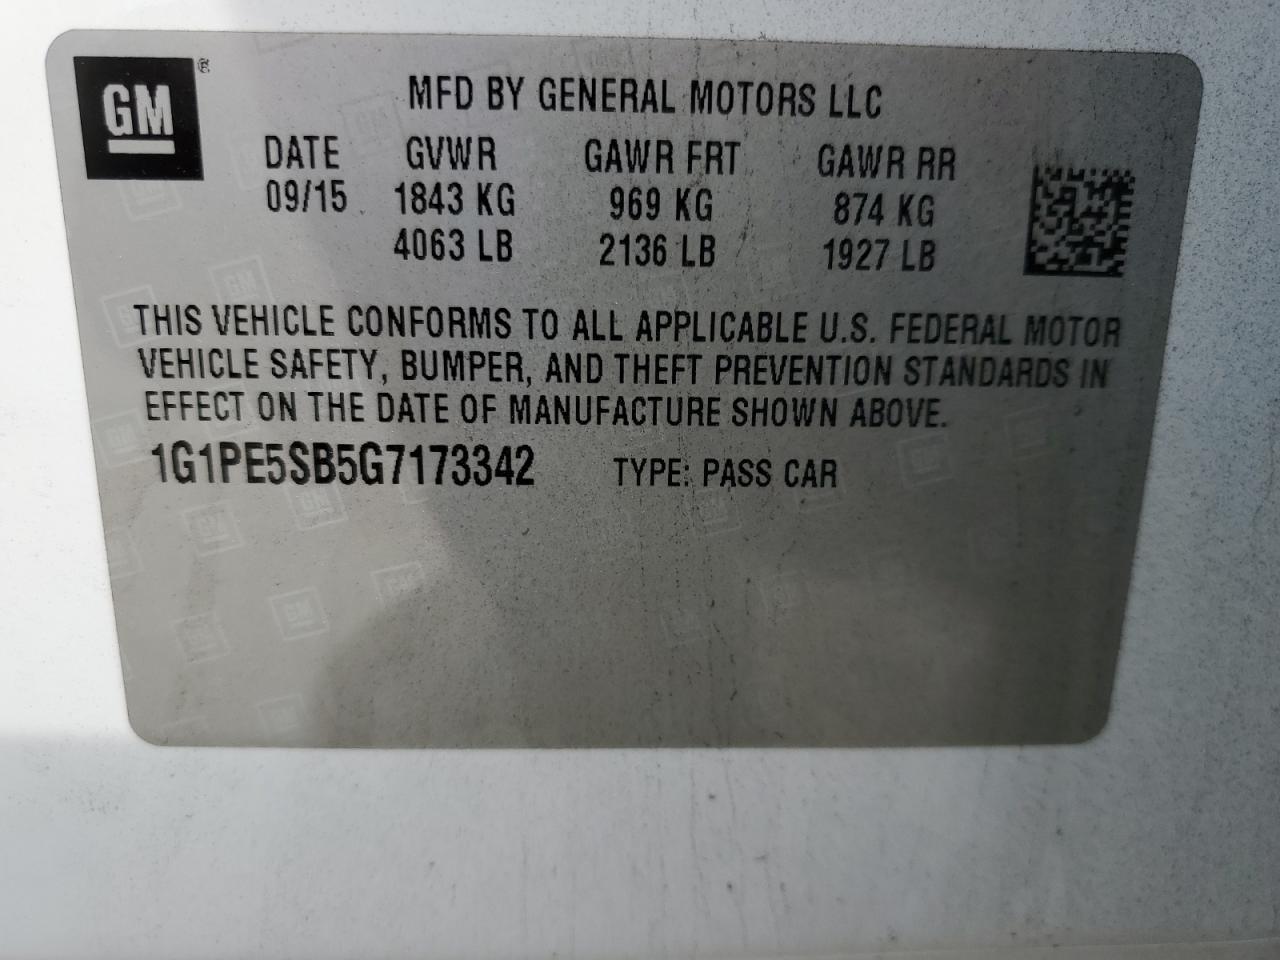 GM
MFD BY GENERAL MOTORS LLC
DATE GVWR GAWR FRT GAWR RR
09/15 1843 KG 969 KG 874 KG
4063 LB 2136 LB 1927 LB
THIS VEHICLE CONFORMS TO ALL APPLICABLE U.S. FEDERAL MOTOR
VEHICLE SAFETY, BUMPER, AND THEFT PREVENTION STANDARDS IN
EFFECT ON THE DATE OF MANUFACTURE SHOWN ABOVE.
1G1PE5SB5G7173342 TYPE: PASS CAR